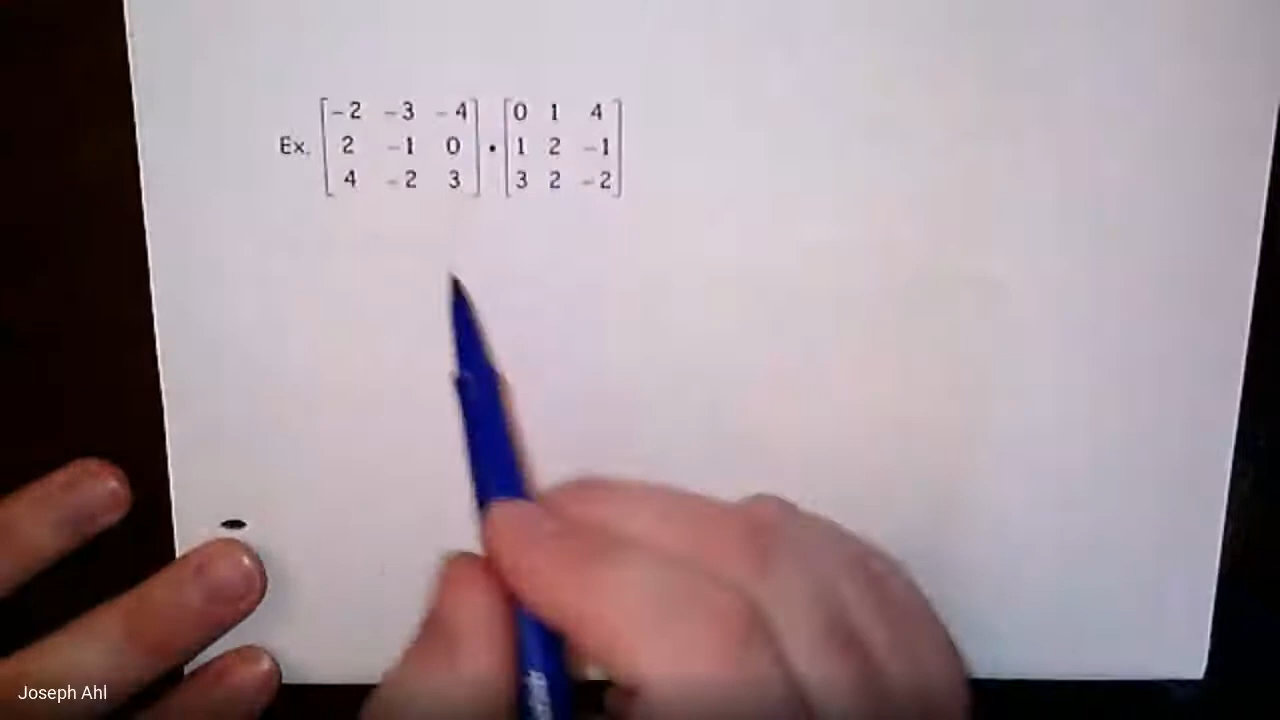 -2 -3 -4 0 1 4
Ex. 2 -1 0 • 1 2 -1
4 -2 3 3 2 -2
Joseph Ahl